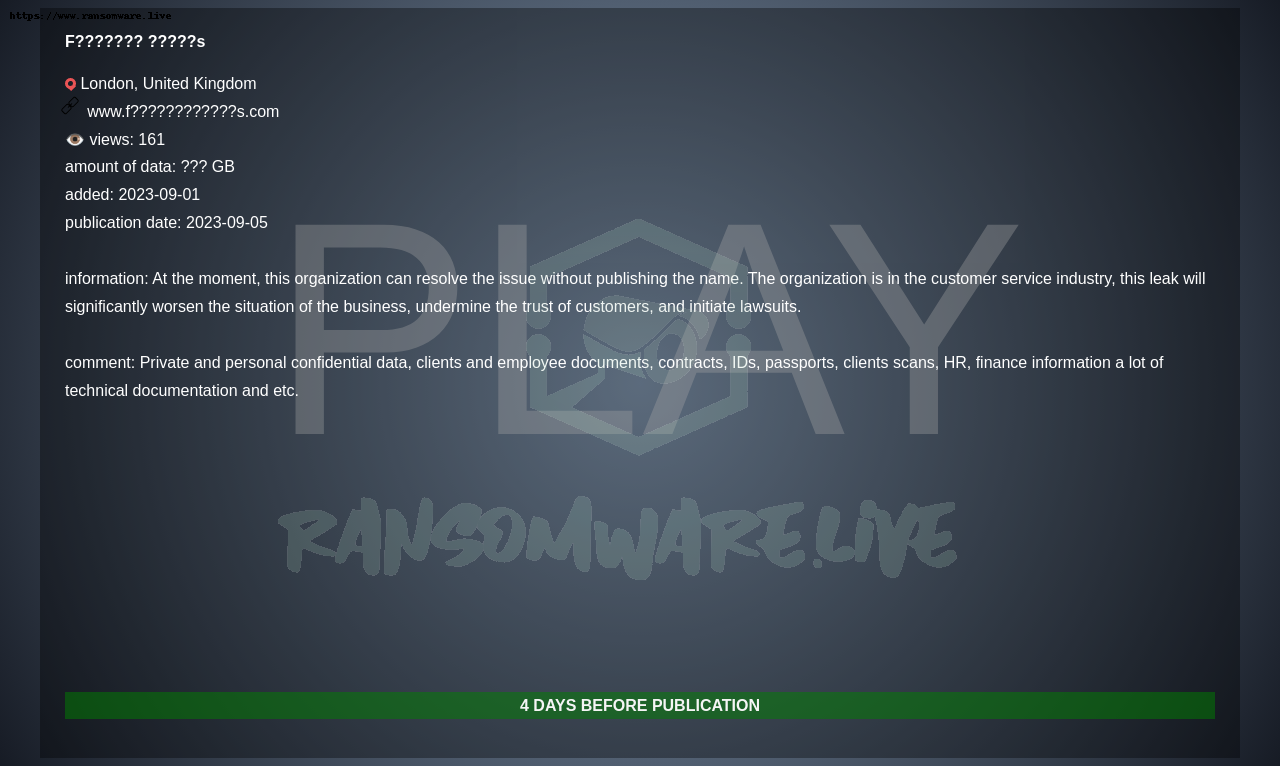 https://www.ransomware.live
F??????? ?????s
London, United Kingdom
www.f????????????s.com
views: 161
amount of data: ??? GB
added: 2023-09-01
publication date: 2023-09-05
information: At the moment, this organization can resolve the issue without publishing the name. The organization is in the customer service industry, this leak will
significantly worsen the situation of the business, undermine the trust of customers, and initiate lawsuits.
comment: Private and personal confidential data, clients and employee documents, contracts, IDs, passports, clients scans, HR, finance information a lot of
technical documentation and etc.
PLAY
RANSOMWARE.LIVE
4 DAYS BEFORE PUBLICATION